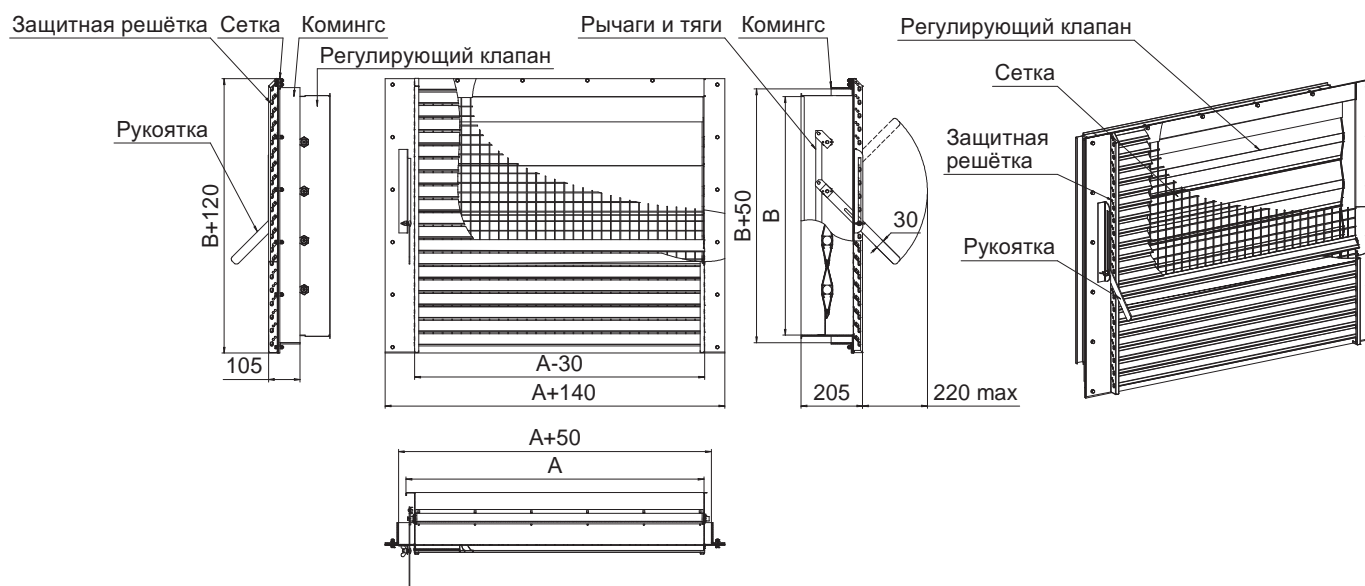 Защитная решётка
Сетка
Комингс
Регулирующий клапан
Рукоятка
B+120
105
A-30
A+140
Рычаги и тяги
Комингс
B+50
B
30
205
220 max
Регулирующий клапан
Сетка
Защитная
решётка
Рукоятка
A+50
A